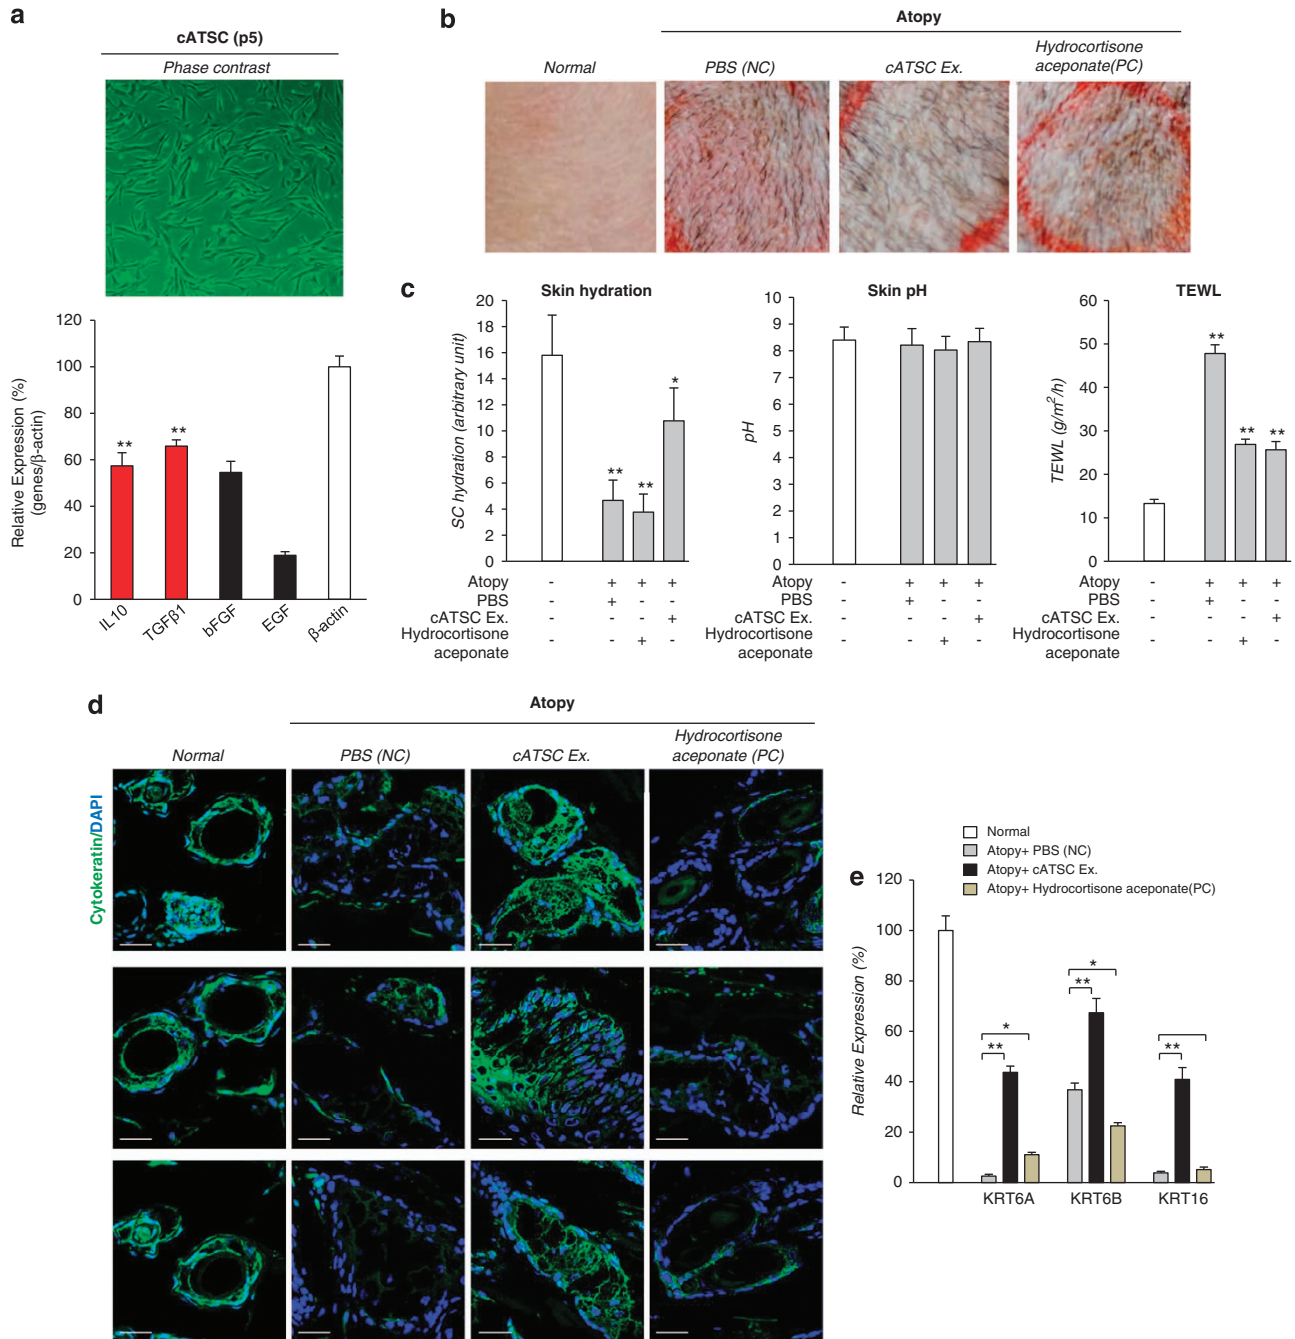 a
cATSC (p5)
Phase contrast
120
100
80
60
40
20
0
Relative Expression (%)
(genes/β-actin)
**
**
IL10
TGFβ1
bFGF
EGF
β-actin
b
Atopy
Normal
PBS (NC)
cATSC Ex.
Hydrocortisone
aceponate(PC)
c
Skin hydration
20
18
16
14
12
10
8
6
4
2
0
SC hydration (arbitrary unit)
**
**
*
Skin pH
10
9
8
7
6
5
4
3
2
1
0
pH
TEWL
60
50
40
30
20
10
0
TEWL (g/m²/h)
**
**
**
Atopy - + + +
PBS - + - -
cATSC Ex. - - - +
Hydrocortisone
aceponate - - + -
Atopy - + + +
PBS - + - -
cATSC Ex. - - - +
Hydrocortisone
aceponate - - + -
Atopy - + + +
PBS - + - -
cATSC Ex. - - - +
Hydrocortisone
aceponate - - + -
d
Atopy
Normal
PBS (NC)
cATSC Ex.
Hydrocortisone
aceponate (PC)
Cytokeratin/DAPI
e
Normal
Atopy+ PBS (NC)
Atopy+ cATSC Ex.
Atopy+ Hydrocortisone aceponate(PC)
120
100
80
60
40
20
0
Relative Expression (%)
*
**
*
**
**
KRT6A
KRT6B
KRT16